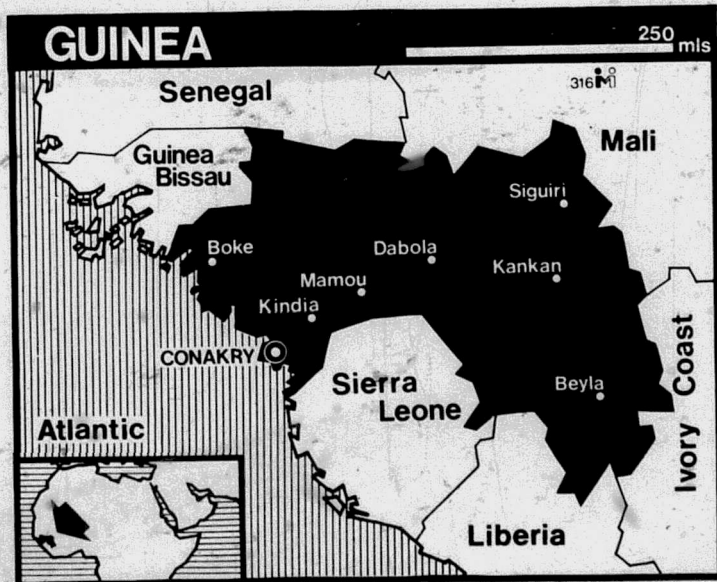 GUINEA
250
mls
Senegal
316 Mi
Mali
Guinea
Bissau
Siguiri
Boke
Dabola
Kankan
Mamou
Kindia
CONAKRY
Sierra
Leone
Beyla
Ivory Coast
Atlantic
Liberia